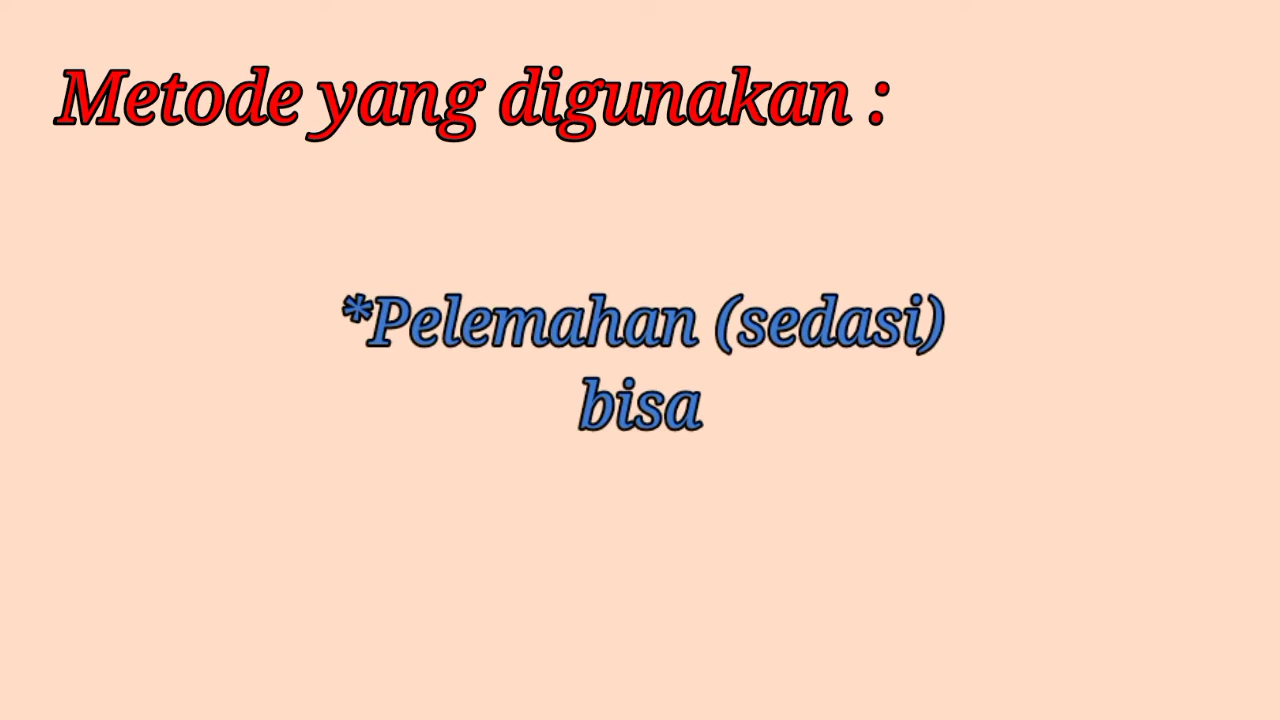 Metode yang digunakan :
*Pelemahan (sedasi)
bisa